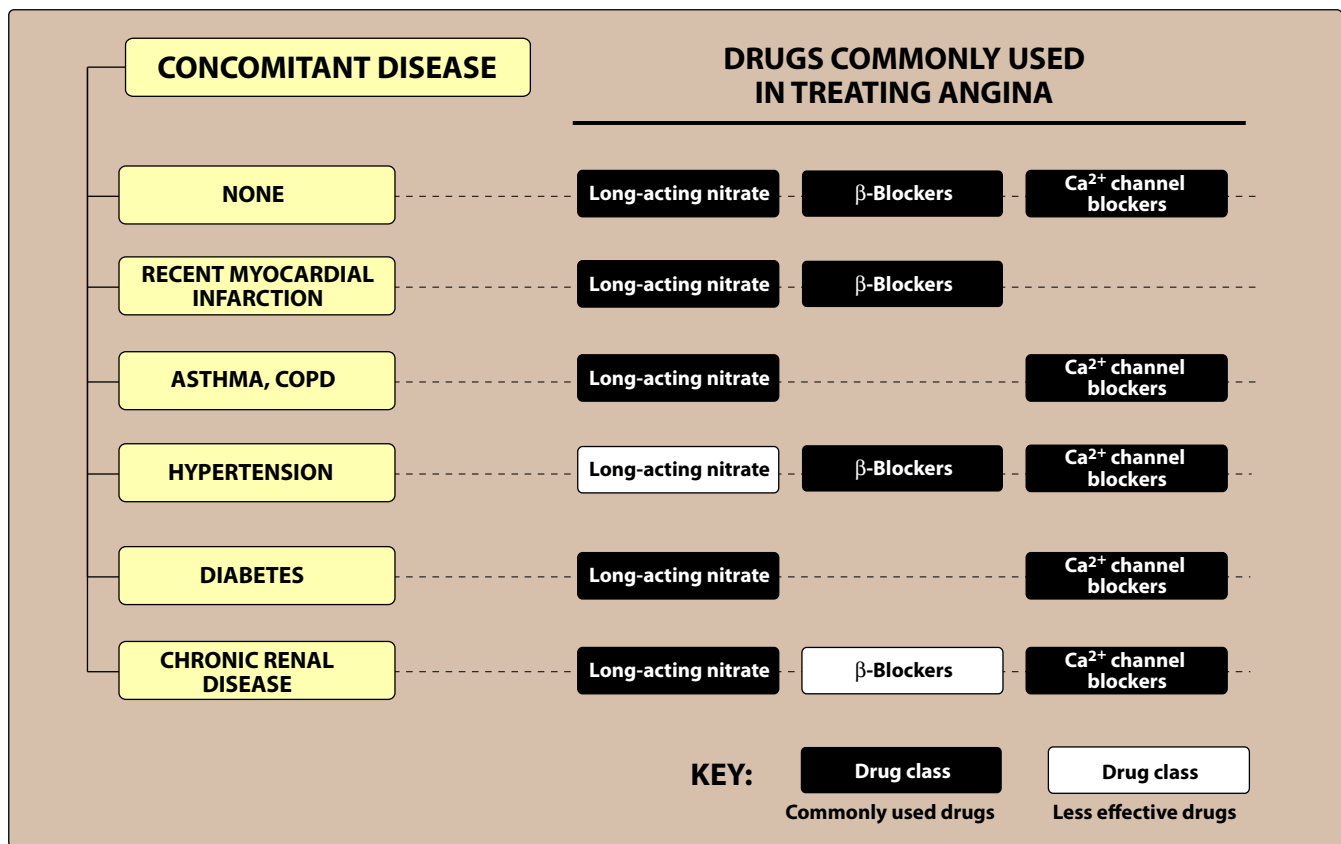 CONCOMITANT DISEASE
DRUGS COMMONLY USED
IN TREATING ANGINA
NONE
Long-acting nitrate
β-Blockers
Ca²⁺ channel
blockers
RECENT MYOCARDIAL
INFARCTION
Long-acting nitrate
β-Blockers
ASTHMA, COPD
Long-acting nitrate
Ca²⁺ channel
blockers
HYPERTENSION
Long-acting nitrate
β-Blockers
Ca²⁺ channel
blockers
DIABETES
Long-acting nitrate
Ca²⁺ channel
blockers
CHRONIC RENAL
DISEASE
Long-acting nitrate
β-Blockers
Ca²⁺ channel
blockers
KEY:
Drug class
Commonly used drugs
Drug class
Less effective drugs